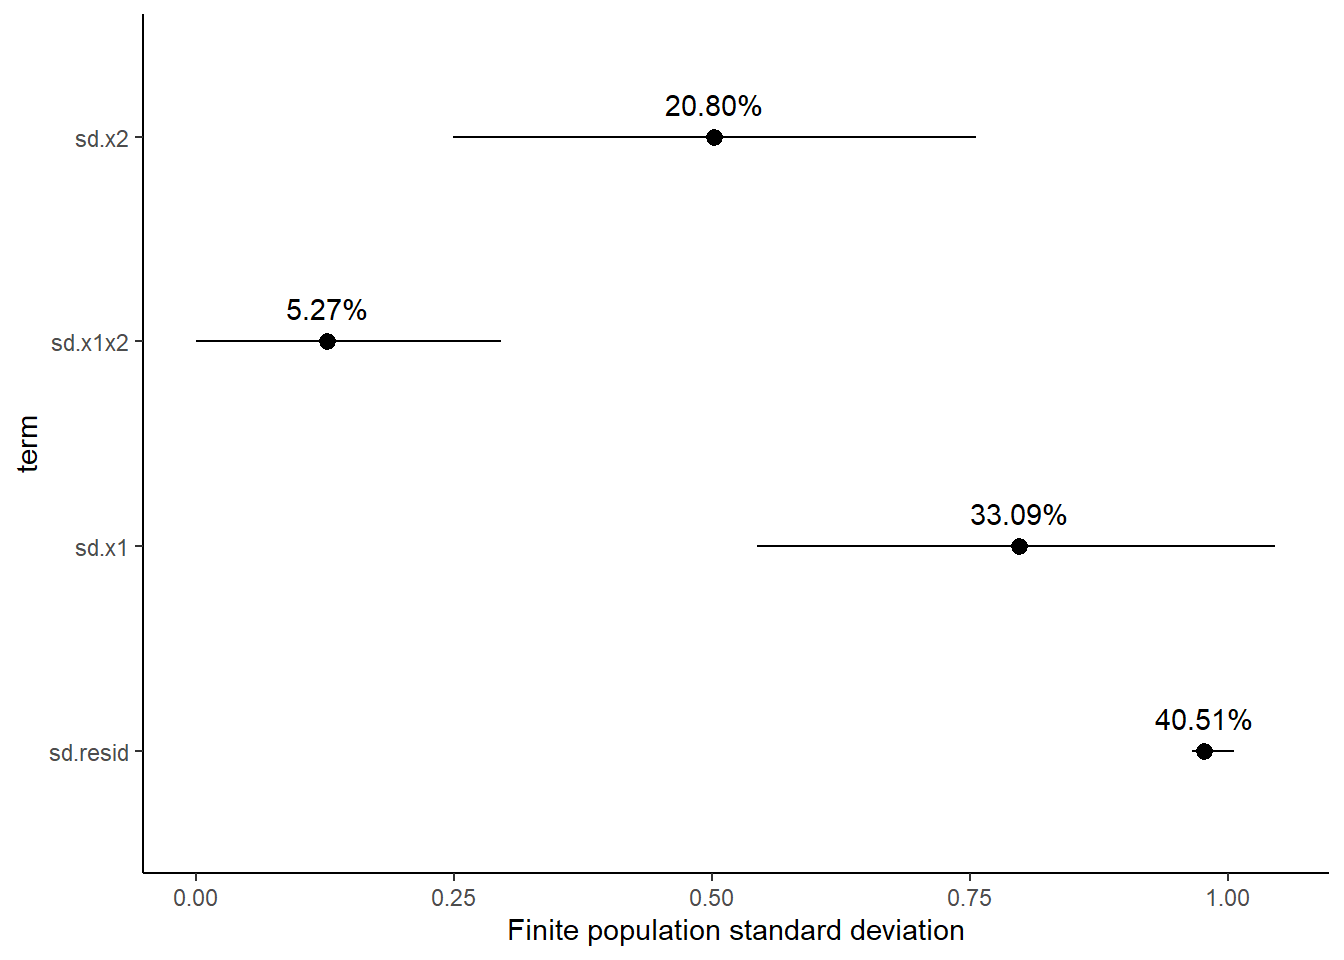 20.80%
sd.x2
5.27%
sd.x1x2
term
33.09%
sd.x1
40.51%
sd.resid
0.00 0.25 0.50 0.75 1.00
Finite population standard deviation